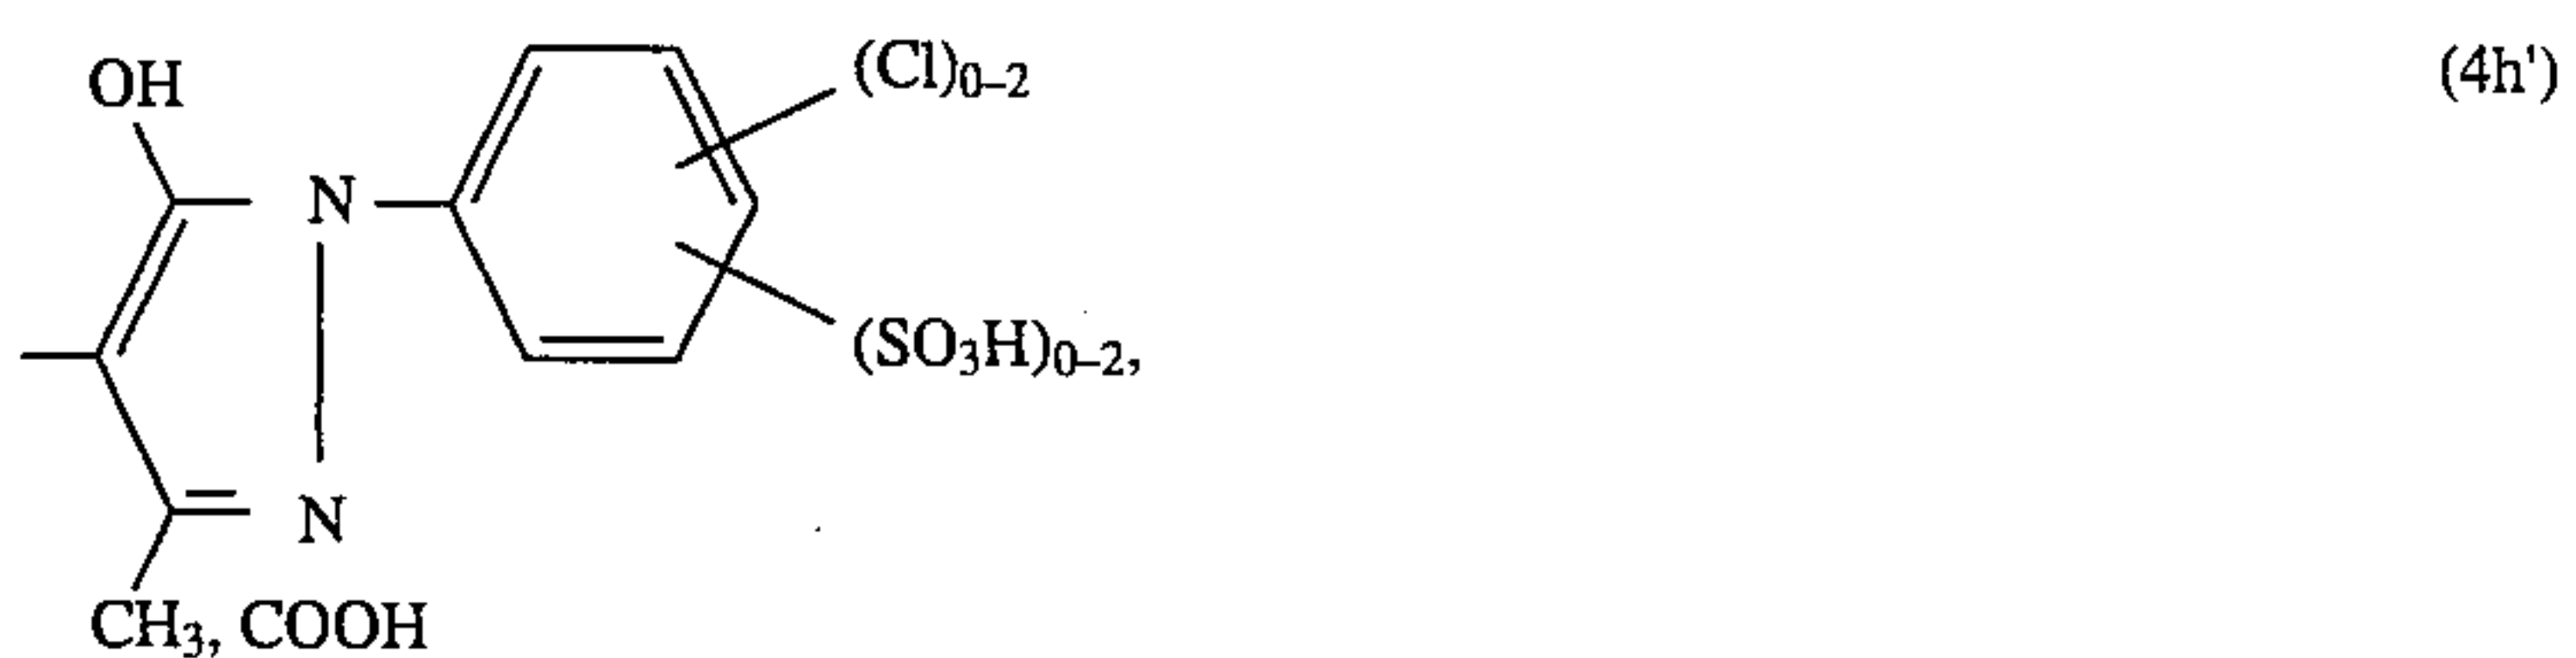 OH
(Cl)₀₋₂
(4h')
N
(SO₃H)₀₋₂,
N
CH₃, COOH